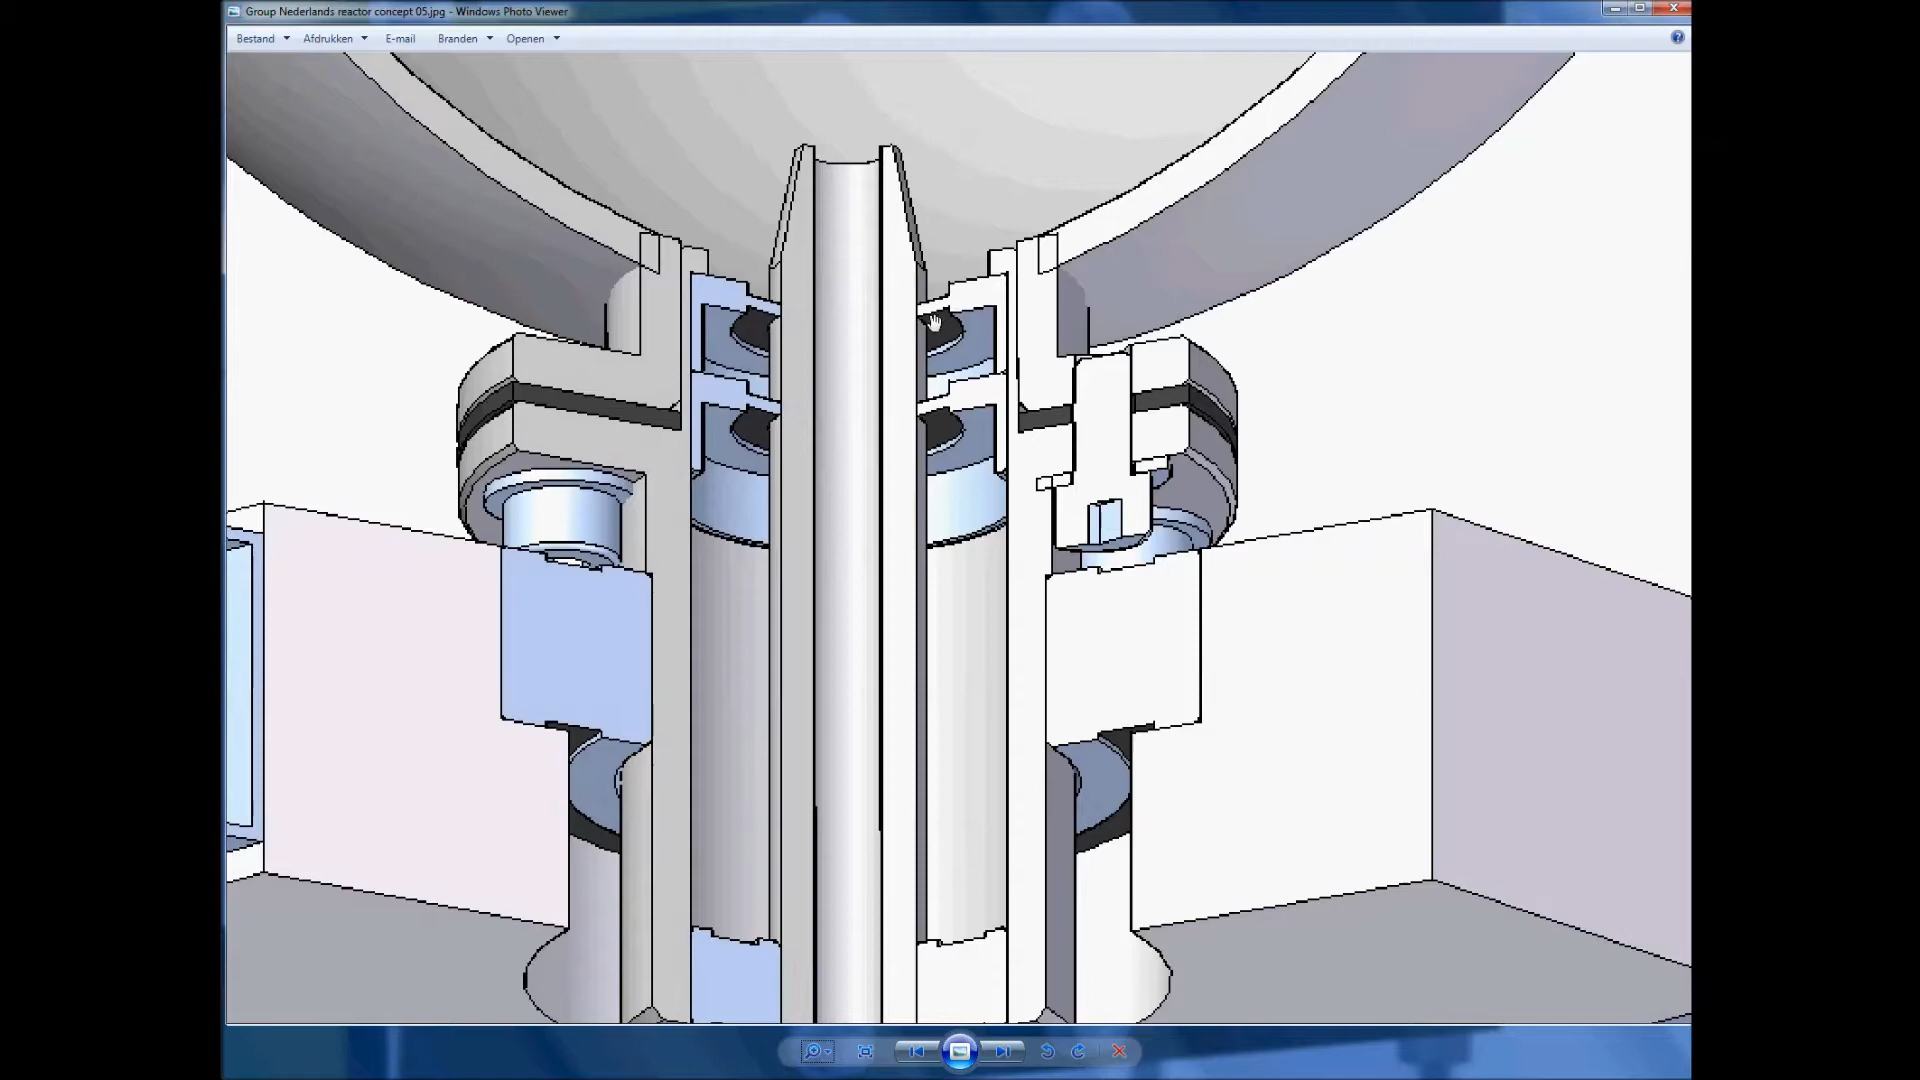 Group Nederlands reactor concept 05.jpg - Windows Photo Viewer
Bestand Afdrukken E-mail Branden Openen